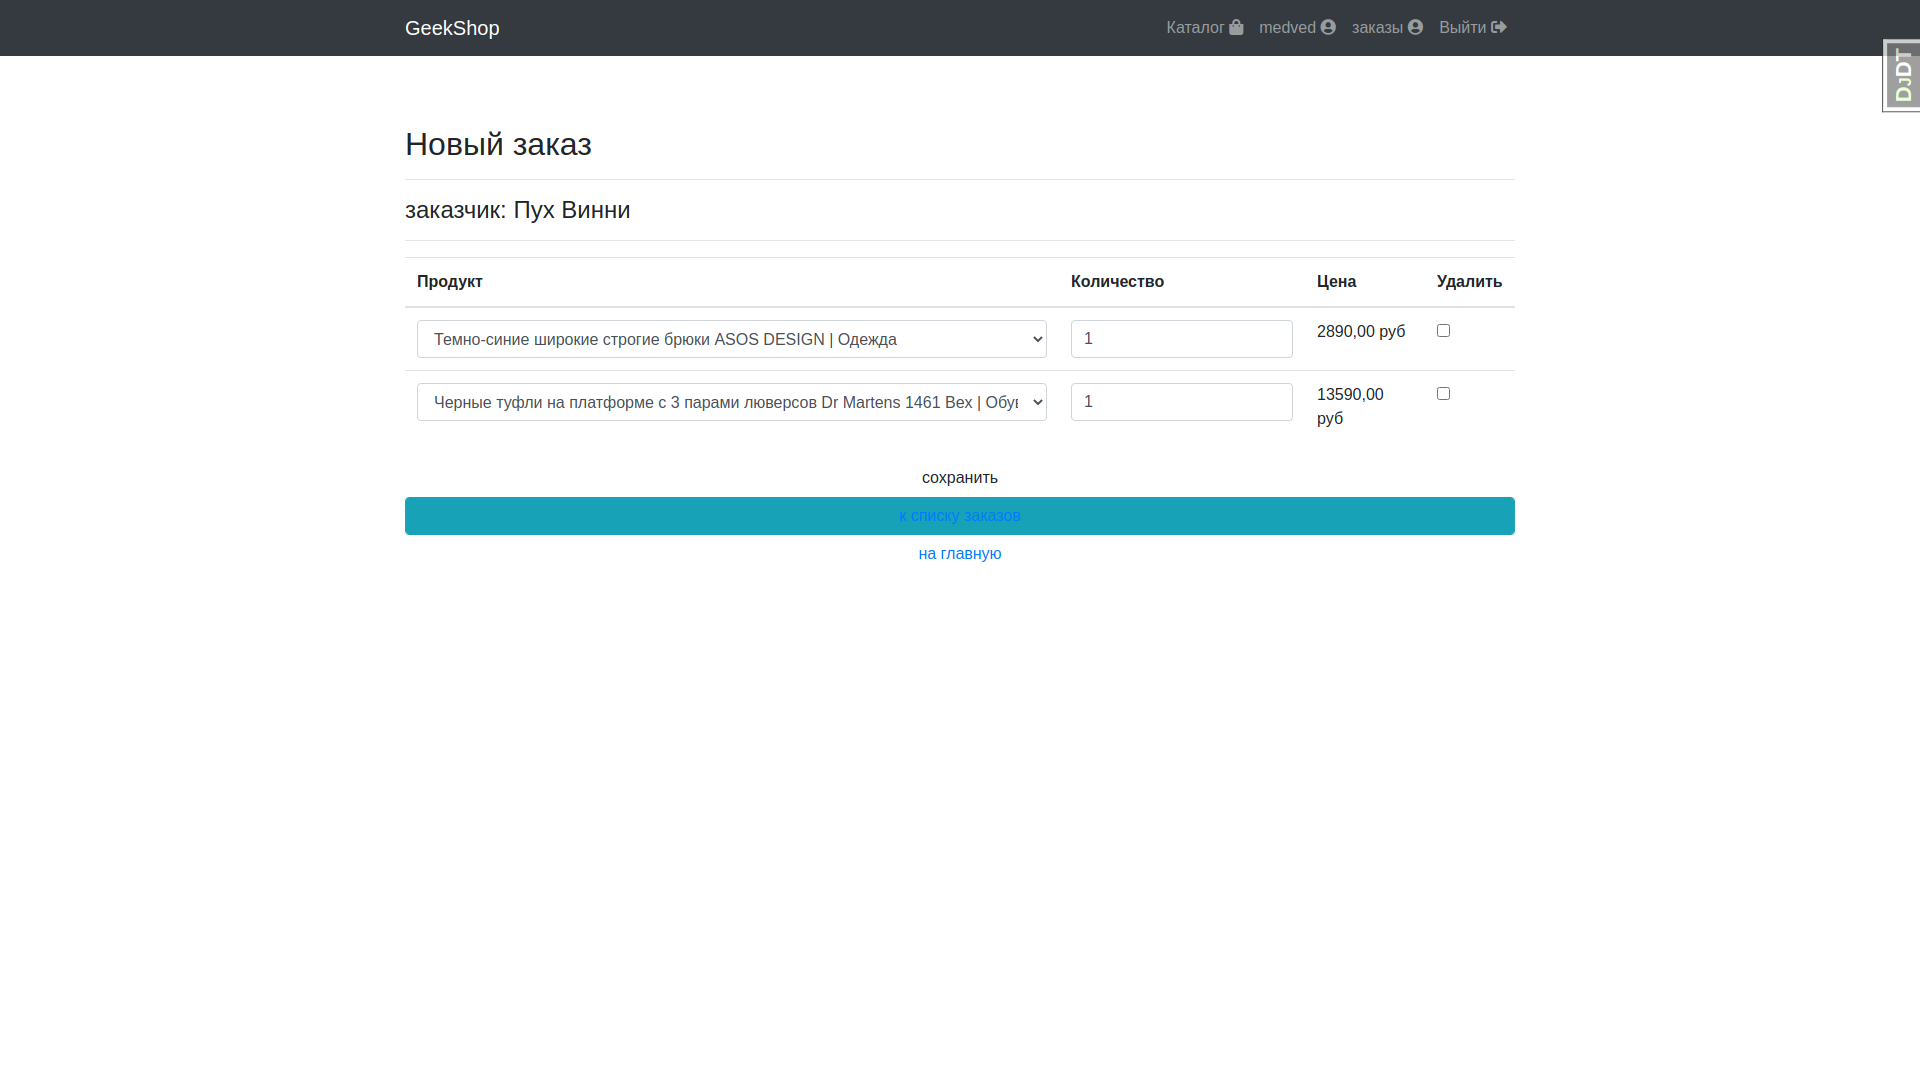 GeekShop
Каталог medved заказы Выйти
DJDT
Новый заказ
заказчик: Пух Винни
Продукт Количество Цена Удалить
Темно-синие широкие строгие брюки ASOS DESIGN | Одежда 1 2890,00 руб
Черные туфли на платформе с 3 парами люверсов Dr Martens 1461 Bex | Обув 1 13590,00
руб
сохранить
к списку заказов
на главную